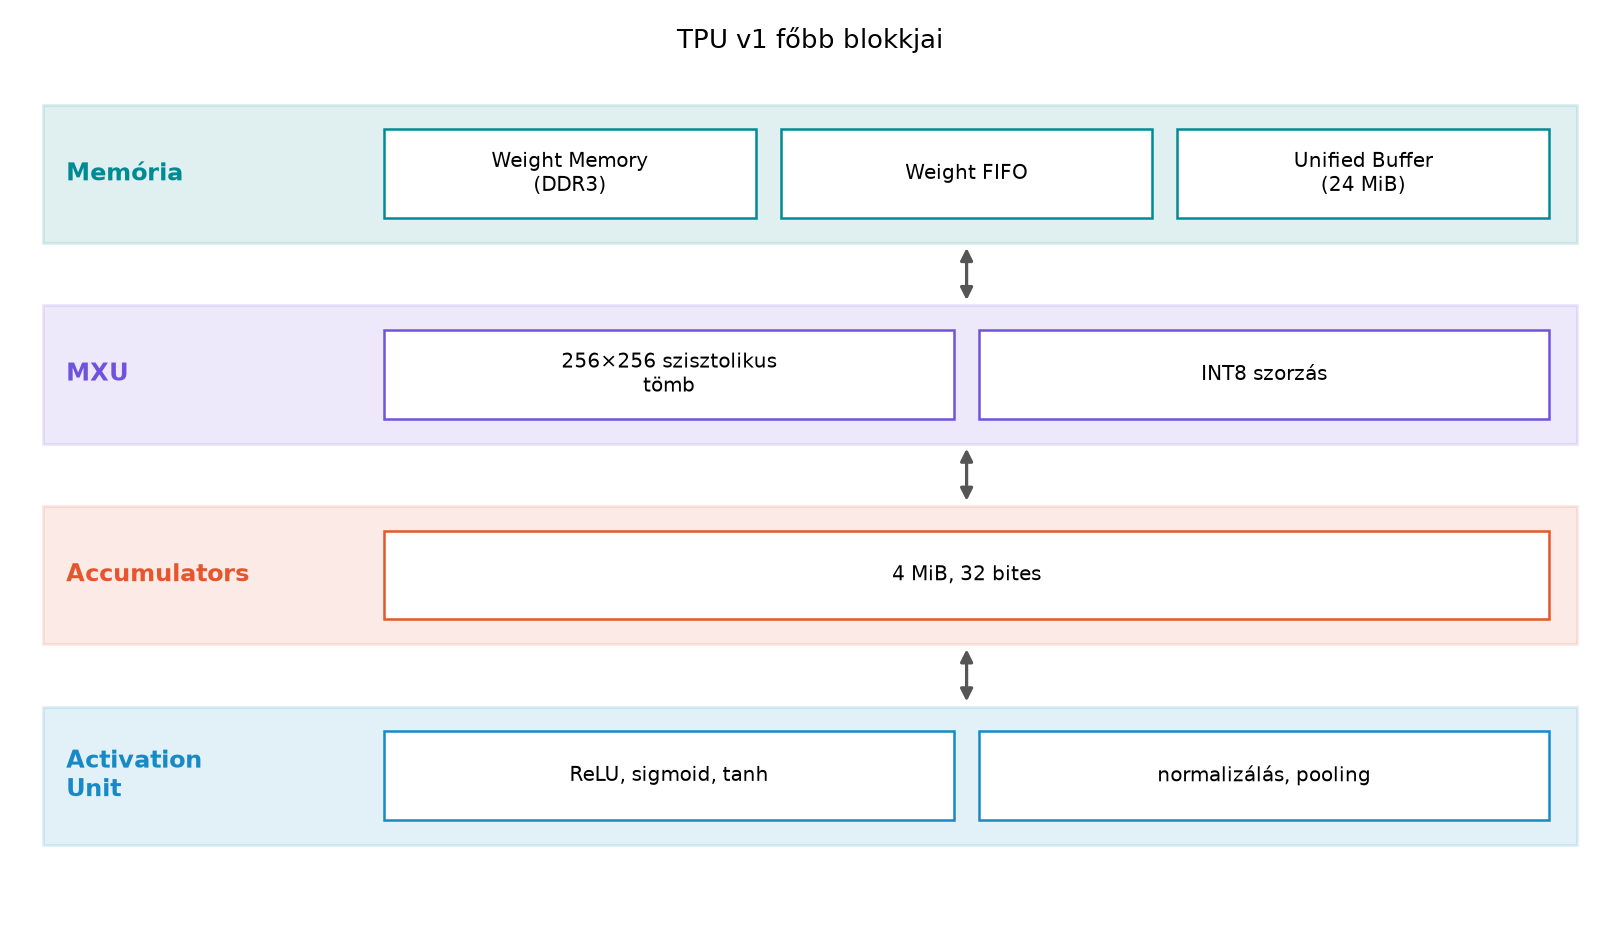 TPU v1 főbb blokkjai
Memória
Weight Memory
(DDR3)
Weight FIFO
Unified Buffer
(24 MiB)
MXU
256×256 szisztolikus
tömb
INT8 szorzás
Accumulators
4 MiB, 32 bites
Activation
Unit
ReLU, sigmoid, tanh
normalizálás, pooling